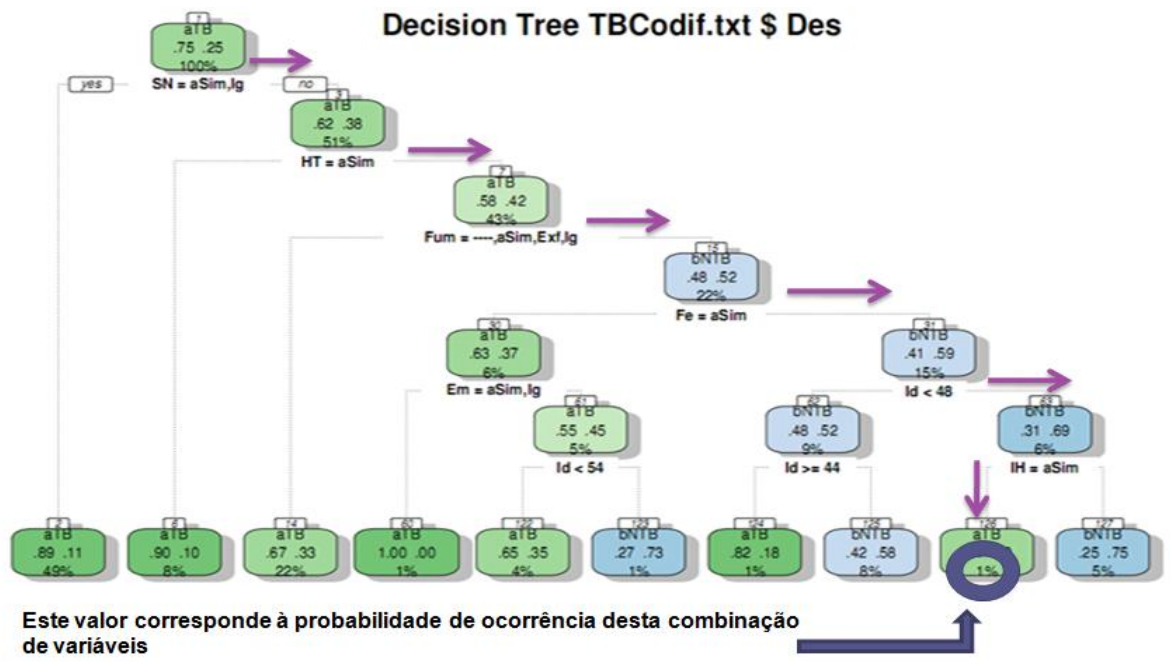 Decision Tree TBCodif.txt $ Des
1
aTB
.75 .25
100%
yes SN = aSim,Ig no
3
aTB
.62 .38
51%
HT = aSim
7
aTB
.58 .42
43%
Fum = ----,aSim,Exf,Ig
15
bNTB
.48 .52
22%
Fe = aSim
30
aTB
.63 .37
6%
Em = aSim,Ig
31
bNTB
.41 .59
15%
Id < 48
61
aTB
.55 .45
5%
Id < 54
62
bNTB
.48 .52
9%
Id >= 44
63
bNTB
.31 .69
6%
IH = aSim
2
aTB
.89 .11
49%
6
aTB
.90 .10
8%
14
aTB
.67 .33
22%
60
aTB
1.00 .00
1%
122
aTB
.65 .35
4%
123
bNTB
.27 .73
1%
124
aTB
.82 .18
1%
125
bNTB
.42 .58
8%
126
aTB
1%
127
bNTB
.25 .75
5%
Este valor corresponde à probabilidade de ocorrência desta combinação
de variáveis